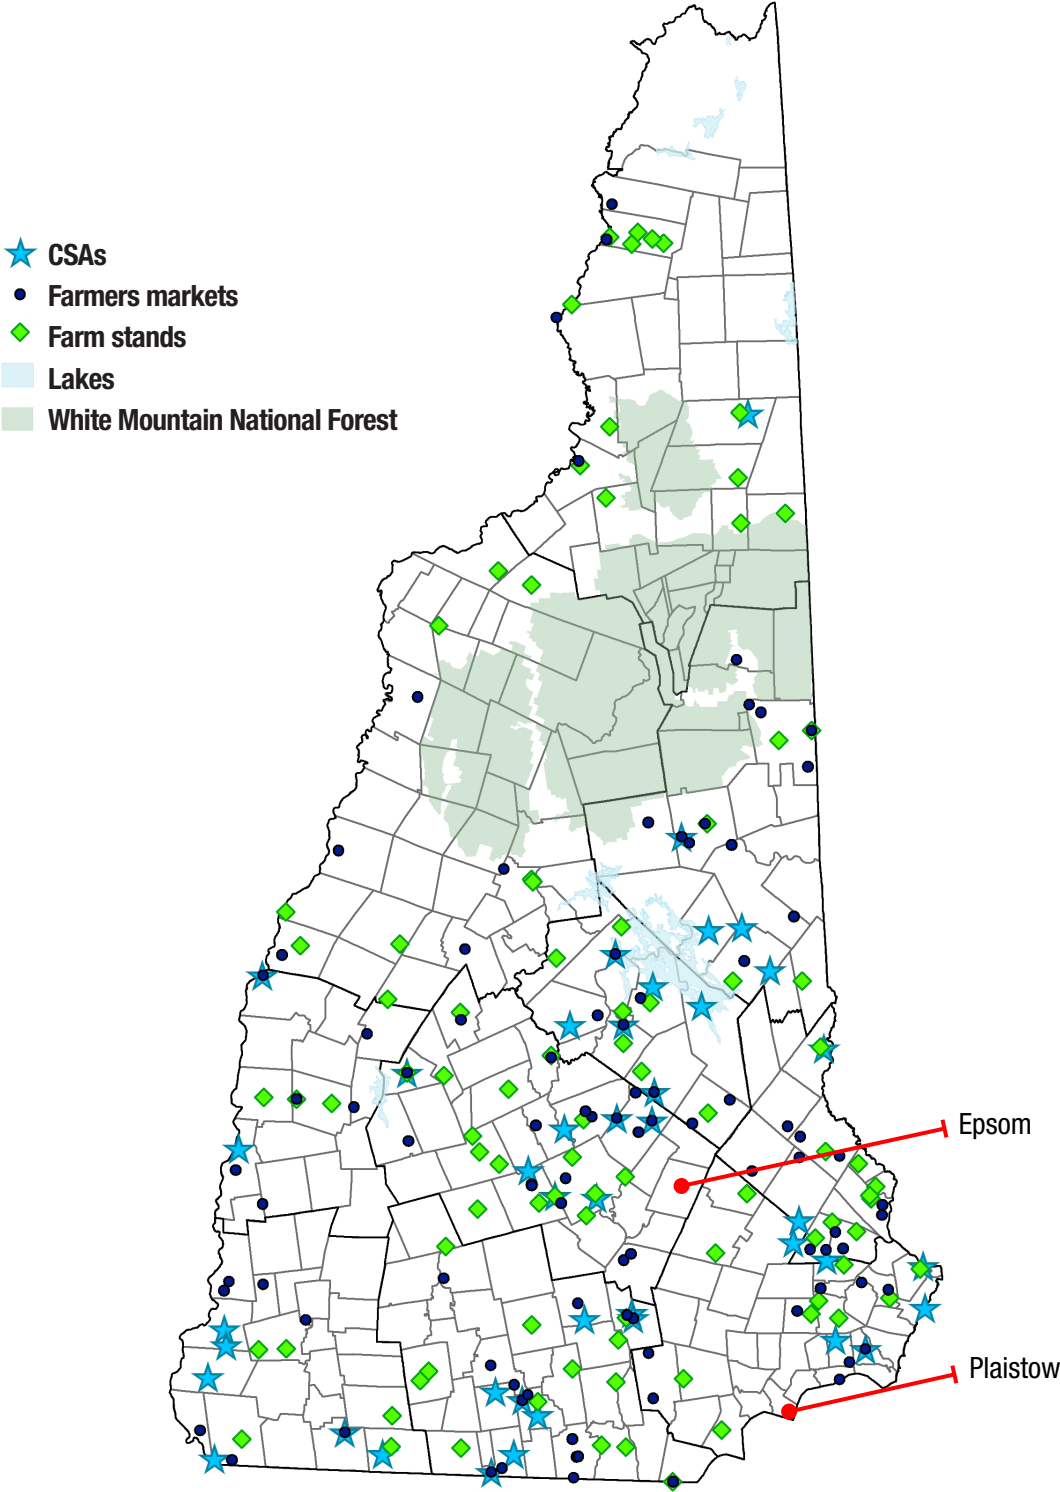 CSAs
Farmers markets
Farm stands
Lakes
White Mountain National Forest
Epsom
Plaistow